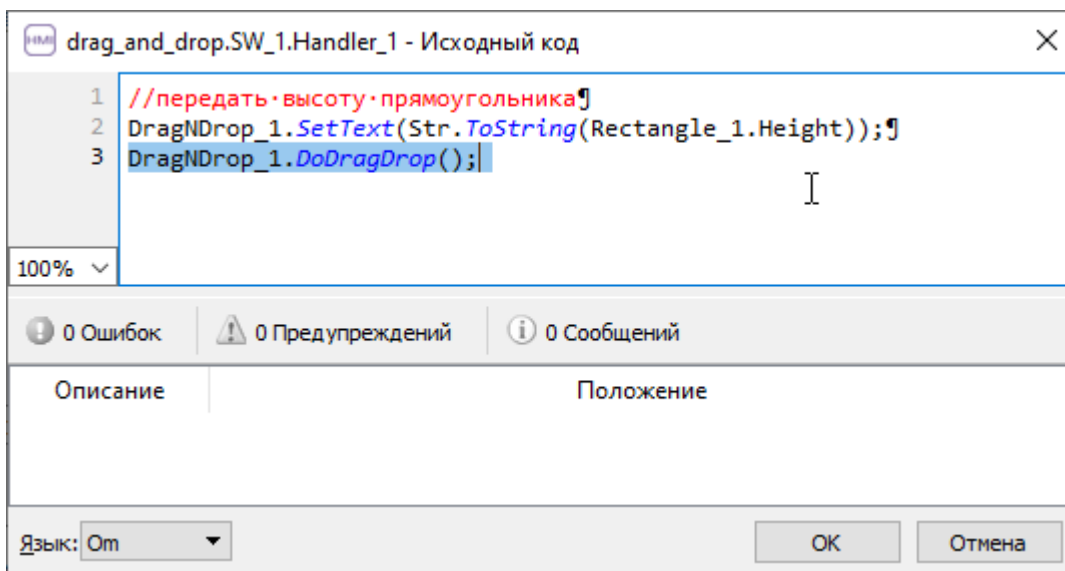 HMI drag_and_drop.SW_1.Handler_1 - Исходный код
1 //передать·высоту·прямоугольника¶
2 DragNDrop_1.SetText(Str.ToString(Rectangle_1.Height));¶
3 DragNDrop_1.DoDragDrop();
100%
0 Ошибок 0 Предупреждений 0 Сообщений
Описание Положение
Язык: Om OK Отмена